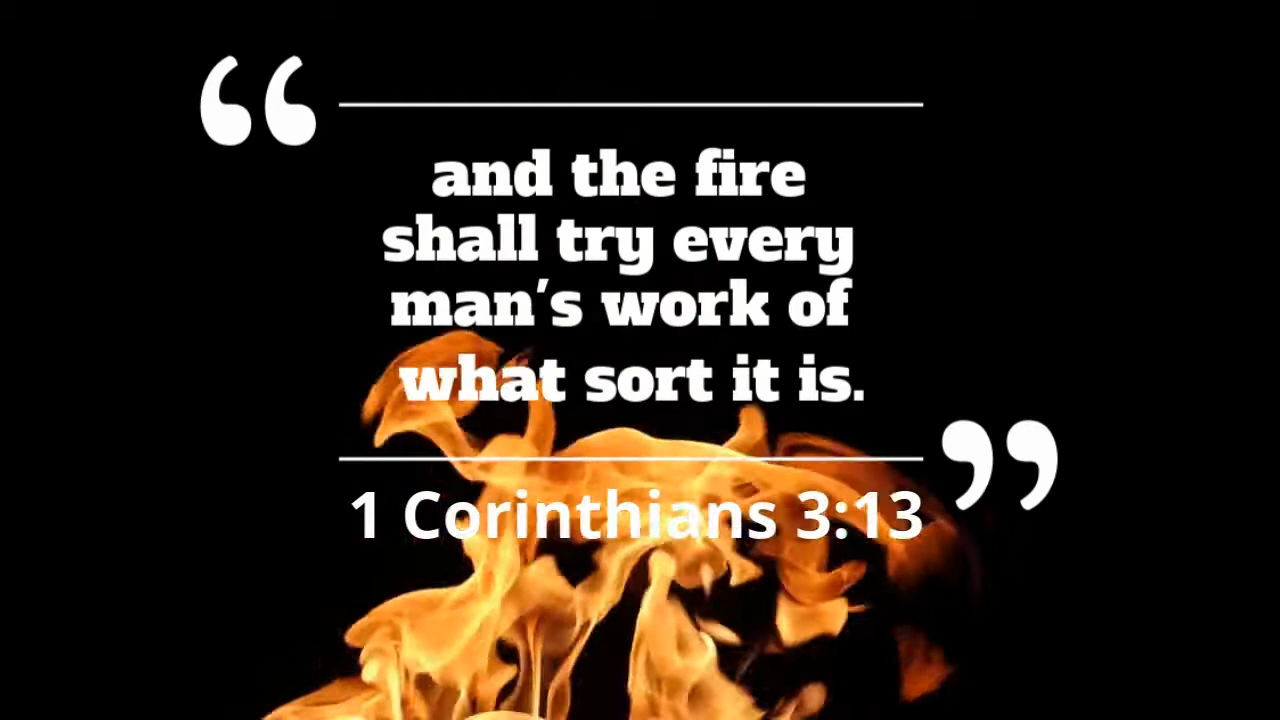 “
and the fire
shall try every
man’s work of
what sort it is.
”
1 Corinthians 3:13